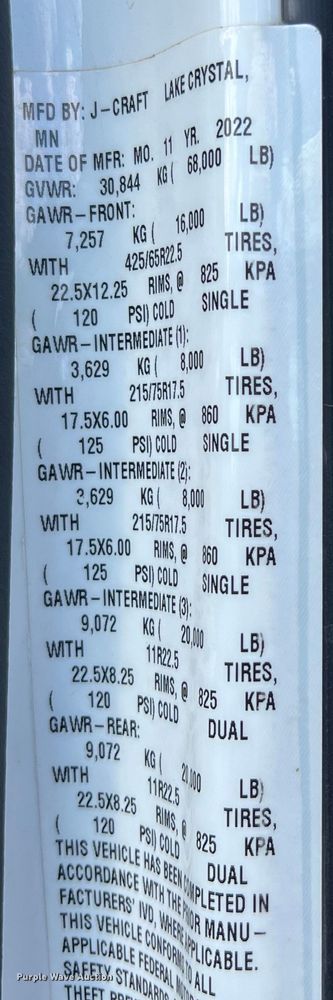 MFD BY: J-CRAFT LAKE CRYSTAL,
MN
DATE OF MFR: MO. 11 YR. 2022
GVWR: 30,844 KG ( 68,000 LB)
GAWR-FRONT:
7,257 KG ( 16,000 LB)
WITH 425/65R22.5 TIRES,
22.5X12.25 RIMS, @ 825 KPA
( 120 PSI) COLD SINGLE
GAWR-INTERMEDIATE (1):
3,629 KG ( 8,000 LB)
WITH 215/75R17.5 TIRES,
17.5X6.00 RIMS, @ 860 KPA
( 125 PSI) COLD SINGLE
GAWR-INTERMEDIATE (2):
3,629 KG ( 8,000 LB)
WITH 215/75R17.5 TIRES,
17.5X6.00 RIMS, @ 860 KPA
( 125 PSI) COLD SINGLE
GAWR-INTERMEDIATE (3):
9,072 KG ( 20,000 LB)
WITH 11R22.5 TIRES,
22.5X8.25 RIMS, @ 825 KPA
( 120 PSI) COLD DUAL
GAWR-REAR:
9,072 KG ( 20,000 LB)
WITH 11R22.5 TIRES,
22.5X8.25 RIMS, @ 825 KPA
( 120 PSI) COLD DUAL
THIS VEHICLE HAS BEEN COMPLETED IN
ACCORDANCE WITH THE PRIOR MANU-
FACTURERS' IVD, WHERE APPLICABLE.
THIS VEHICLE CONFORMS TO ALL
APPLICABLE FEDERAL
SAFETY STANDARDS
THEFT
Purple Wave Auction